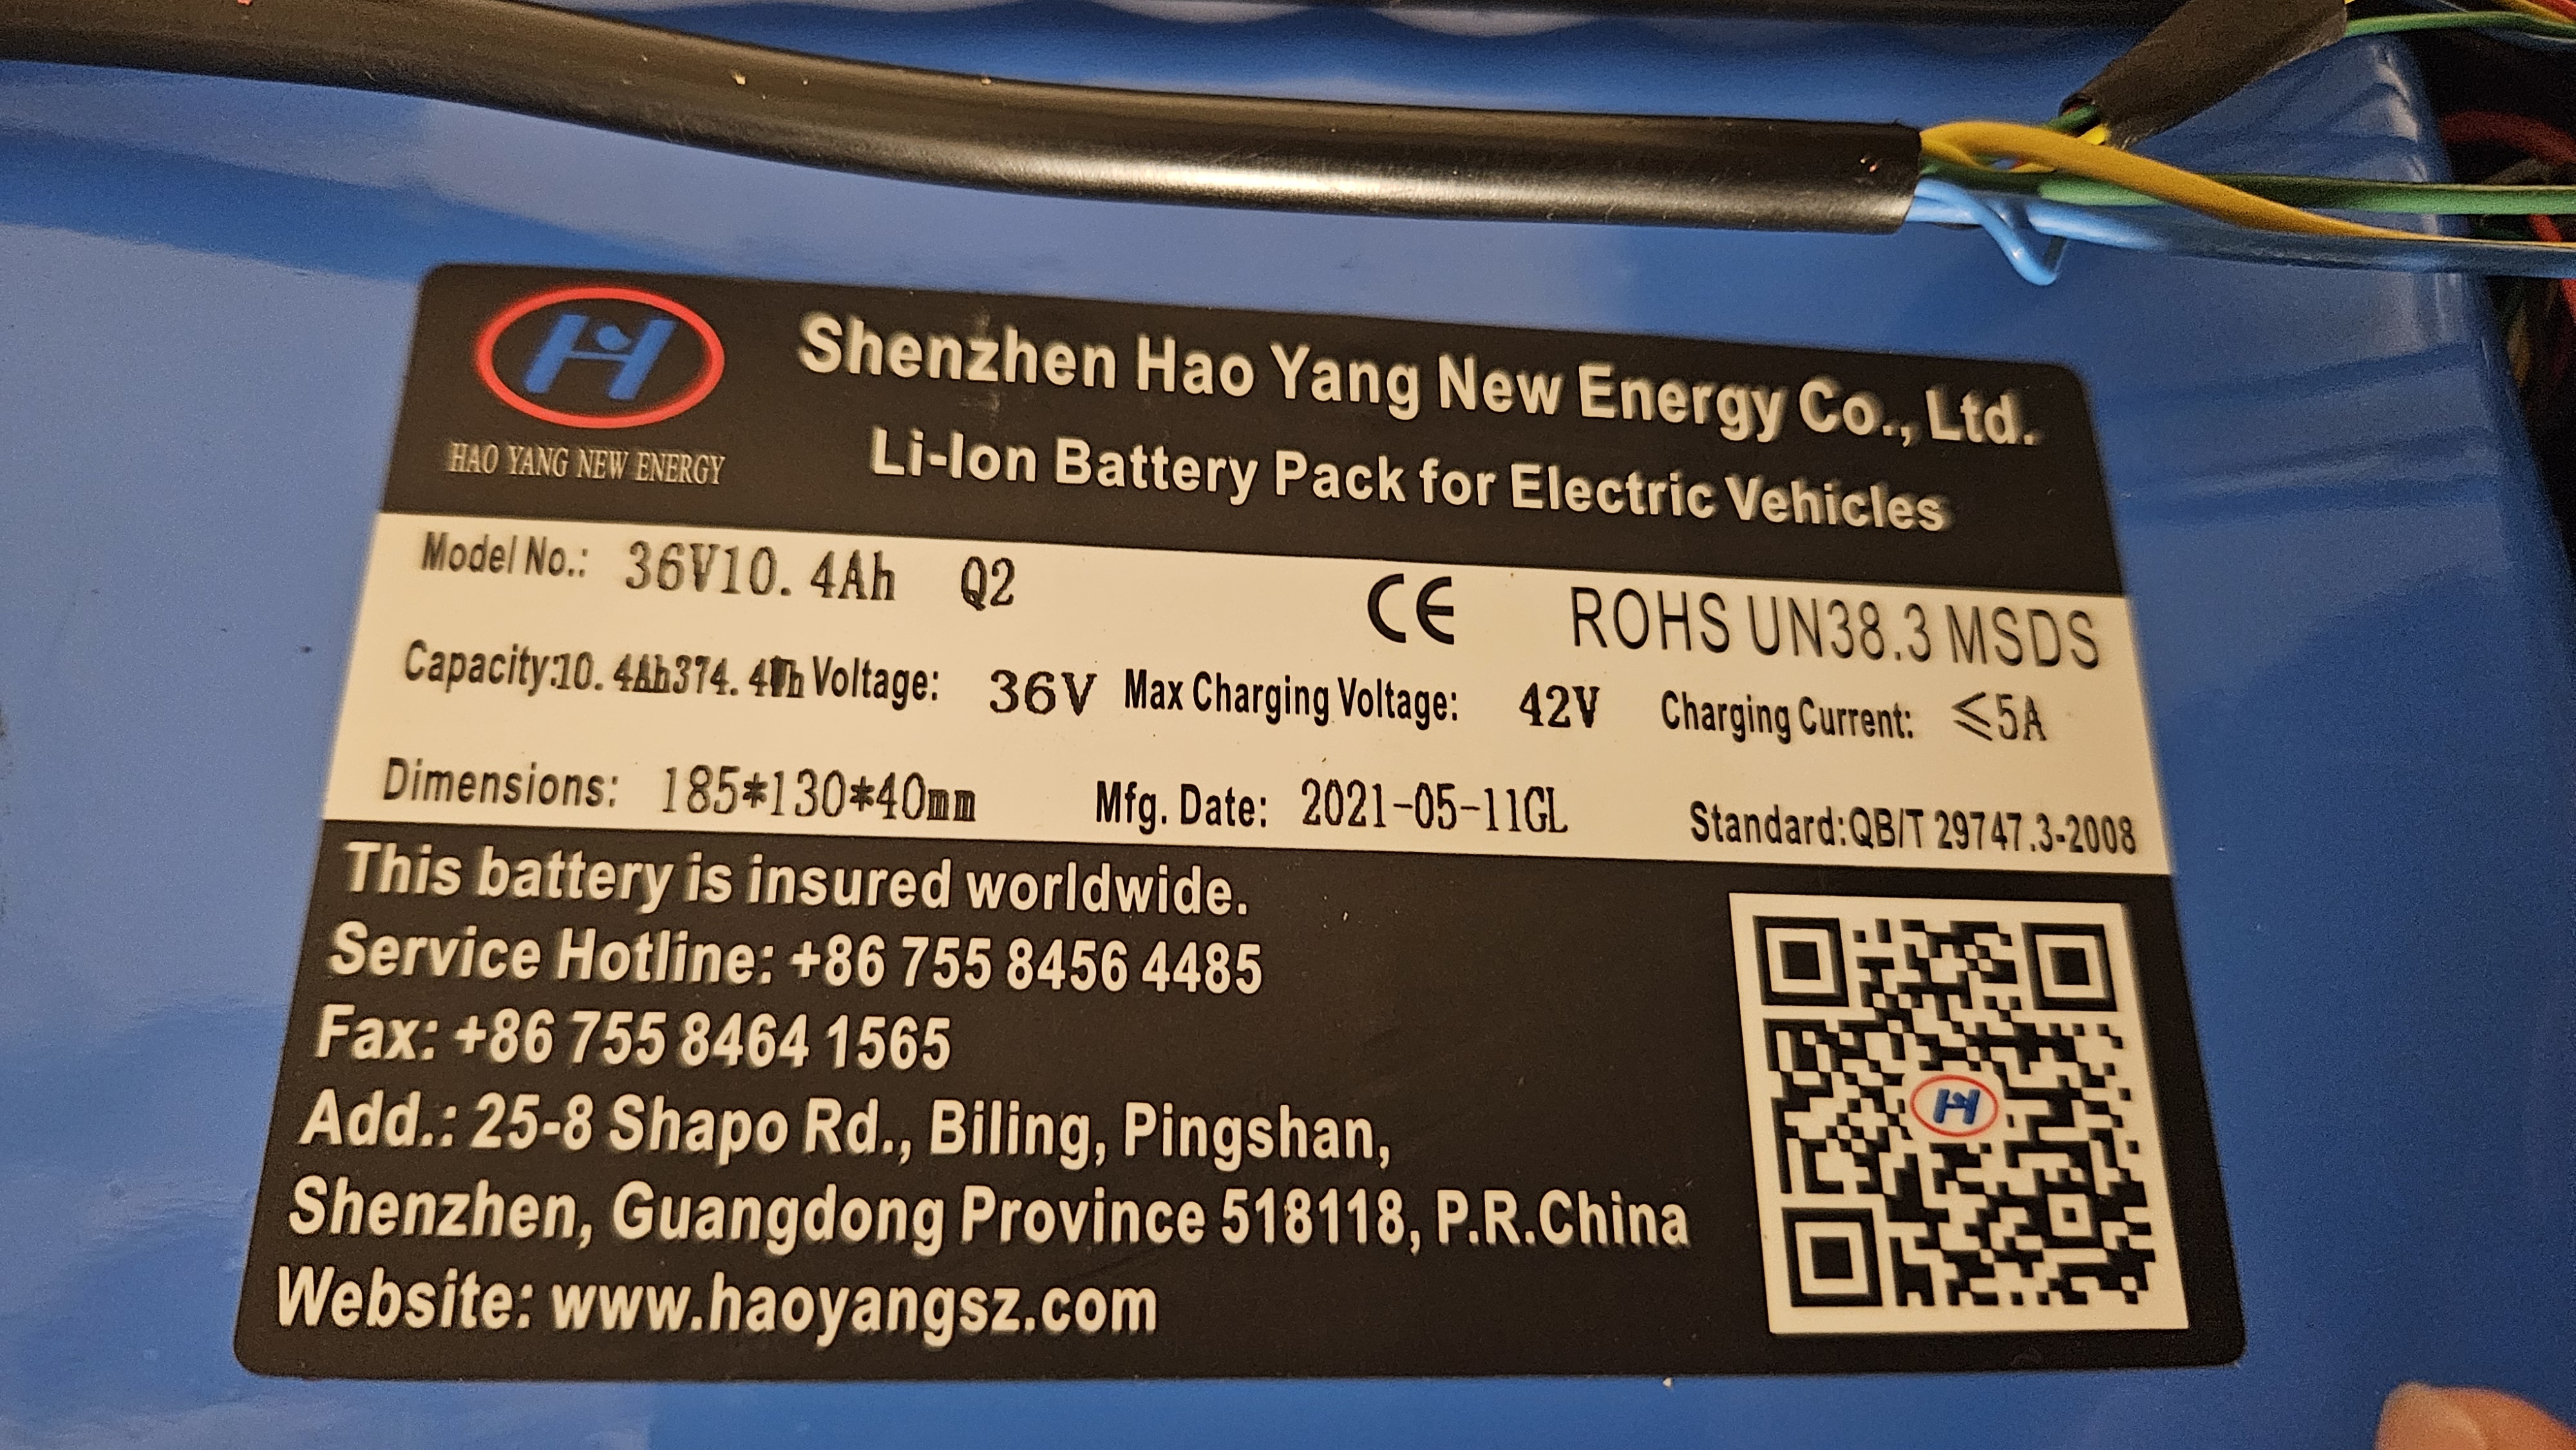 HAO YANG NEW ENERGY
Shenzhen Hao Yang New Energy Co., Ltd.
Li-Ion Battery Pack for Electric Vehicles
Model No.: 36V10.4Ah Q2 CE ROHS UN38.3 MSDS
Capacity:10.4Ah374.4Wh Voltage: 36V Max Charging Voltage: 42V Charging Current: ≤5A
Dimensions: 185*130*40mm Mfg. Date: 2021-05-11GL Standard:QB/T 29747.3-2008
This battery is insured worldwide.
Service Hotline: +86 755 8456 4485
Fax: +86 755 8464 1565
Add.: 25-8 Shapo Rd., Biling, Pingshan,
Shenzhen, Guangdong Province 518118, P.R.China
Website: www.haoyangsz.com